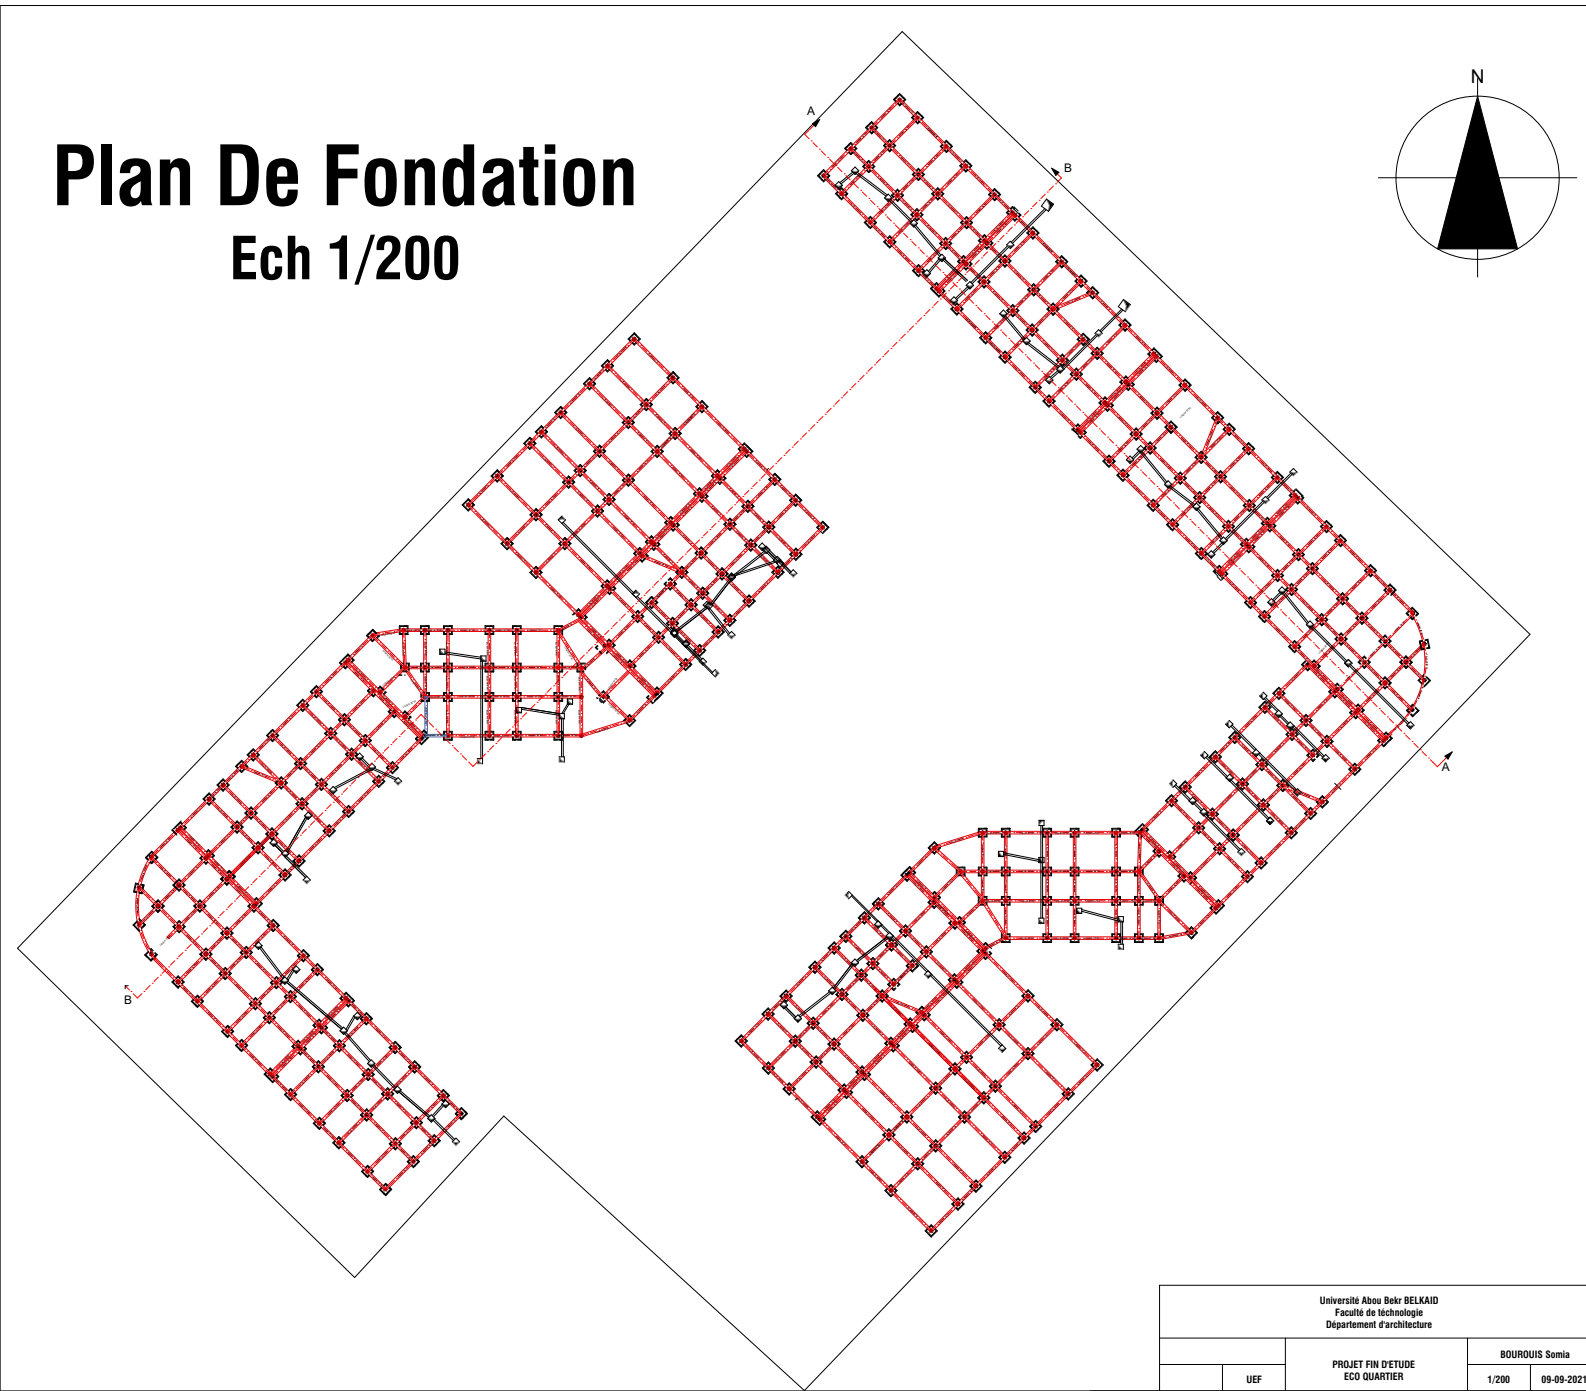 Plan De Fondation
Ech 1/200
N
A
B
A
B
Université Abou Bekr BELKAID
Faculté de téchnologie
Département d'architecture
PROJET FIN D'ETUDE
ECO QUARTIER
BOUROUIS Somia
UEF
1/200
09-09-2021